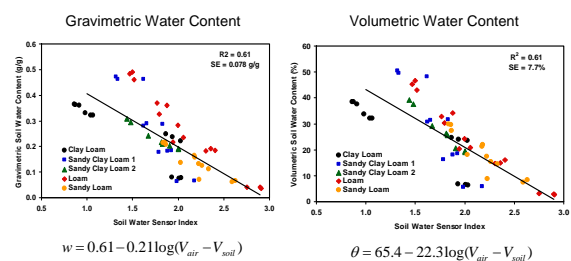 Gravimetric Water Content
R2 = 0.61
SE = 0.078 g/g
Gravimetric Soil Water Content (g/g)
0.6
0.5
0.4
0.3
0.2
0.1
0.0
Clay Loam
Sandy Clay Loam 1
Sandy Clay Loam 2
Loam
Sandy Loam
0.5 1.0 1.5 2.0 2.5 3.0
Soil Water Sensor Index
w = 0.61 − 0.21log(Vair − Vsoil)
Volumetric Water Content
R² = 0.61
SE = 7.7%
Volumetric Soil Water Content (%)
60
50
40
30
20
10
0
Clay Loam
Sandy Clay Loam 1
Sandy Clay Loam 2
Loam
Sandy Loam
0.5 1.0 1.5 2.0 2.5 3.0
Soil Water Sensor Index
θ = 65.4 − 22.3log(Vair − Vsoil)